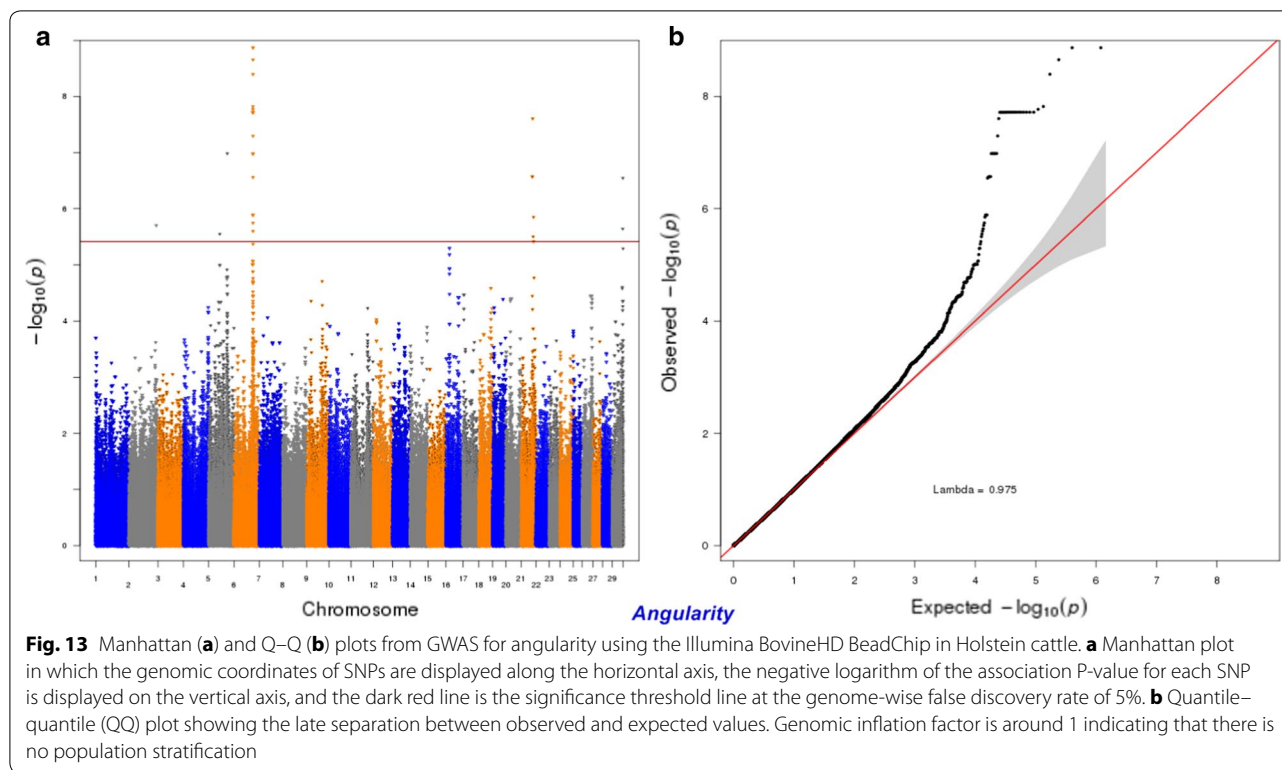 a
b
−log10(p)
8
6
4
2
0
1 2 3 4 5 6 7 8 9 10 11 12 13 14 15 16 17 18 19 20 21 22 23 25 27 29
Chromosome
Observed −log10(p)
8
6
4
2
0
Lambda = 0.975
0 1 2 3 4 5 6 7 8
Expected −log10(p)
Angularity
Fig. 13 Manhattan (a) and Q–Q (b) plots from GWAS for angularity using the Illumina BovineHD BeadChip in Holstein cattle. a Manhattan plot
in which the genomic coordinates of SNPs are displayed along the horizontal axis, the negative logarithm of the association P-value for each SNP
is displayed on the vertical axis, and the dark red line is the significance threshold line at the genome-wise false discovery rate of 5%. b Quantile–
quantile (QQ) plot showing the late separation between observed and expected values. Genomic inflation factor is around 1 indicating that there is
no population stratification